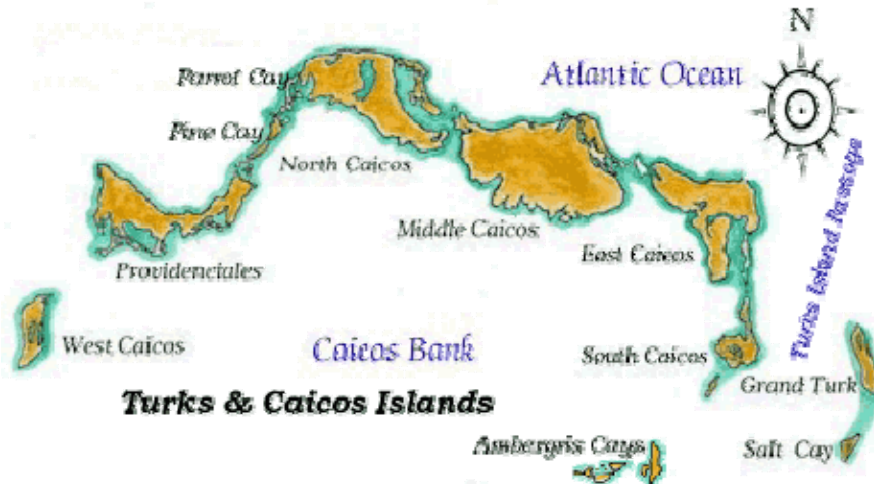 N
Parrot Cay
Atlantic Ocean
Pine Cay
North Caicos
Turks Island Passage
Middle Caicos
East Caicos
Providenciales
West Caicos
Caicos Bank
South Caicos
Grand Turk
Turks & Caicos Islands
Ambergris Cays
Salt Cay